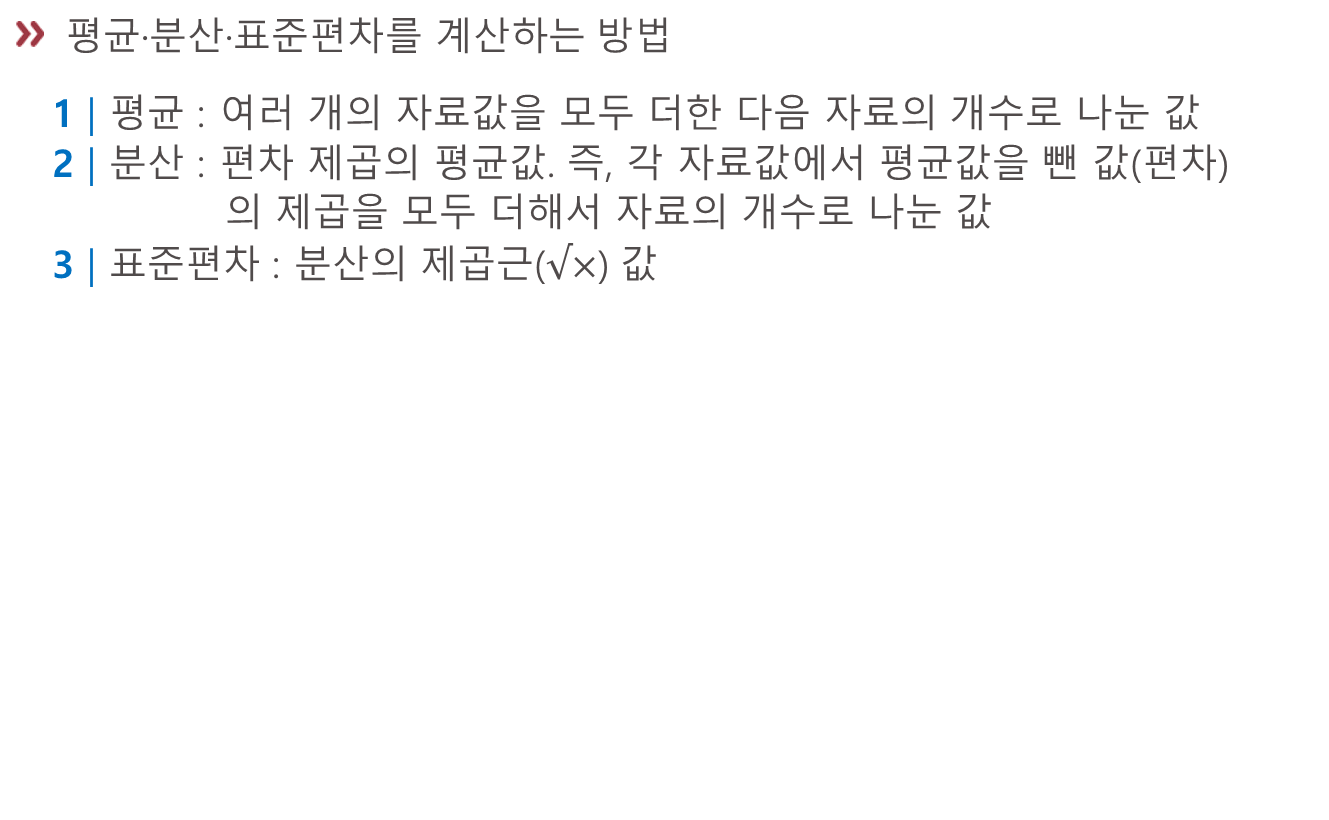 » 평균·분산·표준편차를 계산하는 방법
1 | 평균 : 여러 개의 자료값을 모두 더한 다음 자료의 개수로 나눈 값
2 | 분산 : 편차 제곱의 평균값. 즉, 각 자료값에서 평균값을 뺀 값(편차)
의 제곱을 모두 더해서 자료의 개수로 나눈 값
3 | 표준편차 : 분산의 제곱근(√×) 값